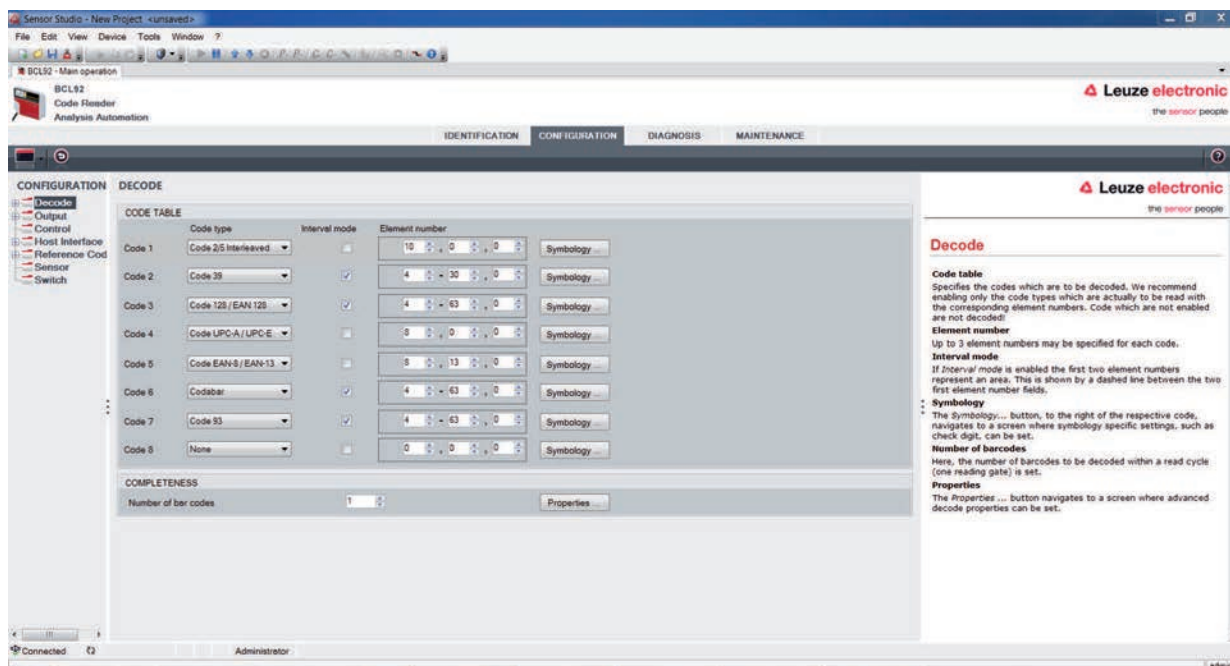 Sensor Studio - New Project <unsaved>
File Edit View Device Tools Window ?
BCL92 - Main operation
BCL92
Code Reader
Analysis Automation
Leuze electronic
the sensor people
IDENTIFICATION CONFIGURATION DIAGNOSIS MAINTENANCE
CONFIGURATION
Decode
Output
Control
Host Interface
Reference Cod
Sensor
Switch
DECODE
CODE TABLE
Code type Interval mode Element number
Code 1 Code 2/5 Interleaved 10 , 0 , 0 Symbology ...
Code 2 Code 39 4 - 30 , 0 Symbology ...
Code 3 Code 128 / EAN 128 4 - 63 , 0 Symbology ...
Code 4 Code UPC-A / UPC-E 8 , 0 , 0 Symbology ...
Code 5 Code EAN-8 / EAN-13 8 , 13 , 0 Symbology ...
Code 6 Codabar 4 - 63 , 0 Symbology ...
Code 7 Code 93 4 - 63 , 0 Symbology ...
Code 8 None 0 , 0 , 0 Symbology ...
COMPLETENESS
Number of bar codes 1 Properties ...
Leuze electronic
the sensor people
Decode
Code table
Specifies the codes which are to be decoded. We recommend
enabling only the code types which are actually to be read with
the corresponding element numbers. Code which are not enabled
are not decoded!
Element number
Up to 3 element numbers may be specified for each code.
Interval mode
If Interval mode is enabled the first two element numbers
represent an area. This is shown by a dashed line between the two
first element number fields.
Symbology
The Symbology... button, to the right of the respective code,
navigates to a screen where symbology specific settings, such as
check digit, can be set.
Number of barcodes
Here, the number of barcodes to be decoded within a read cycle
(one reading gate) is set.
Properties
The Properties ... button navigates to a screen where advanced
decode properties can be set.
Connected Administrator